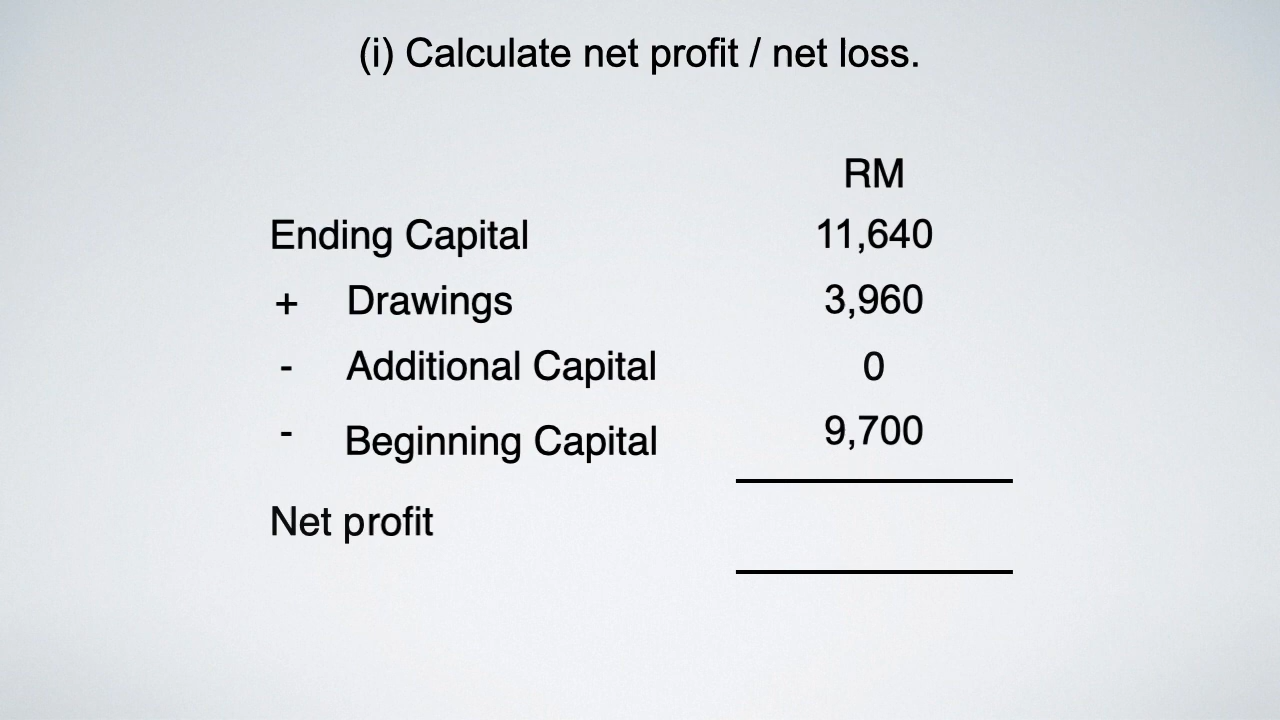 (i) Calculate net profit / net loss.
RM
Ending Capital 11,640
+ Drawings 3,960
- Additional Capital 0
- Beginning Capital 9,700
Net profit